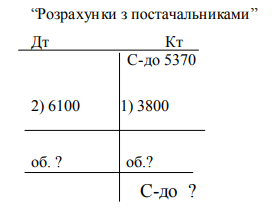 “Розрахунки з постачальниками”
Дт Кт
С-до 5370
2) 6100 1) 3800
об. ? об.?
С-до ?